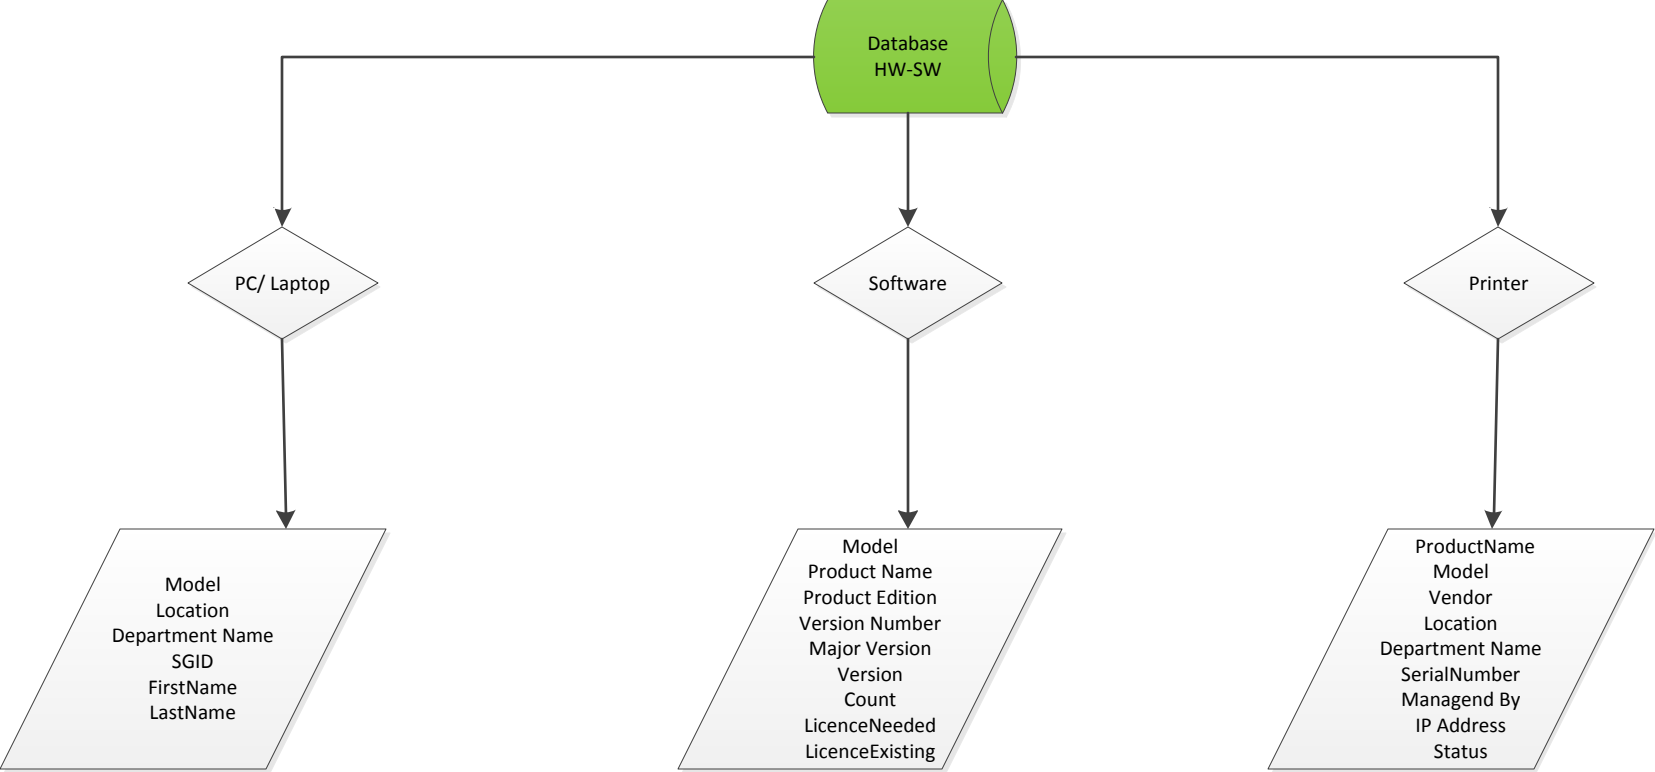 Database
HW-SW
PC/ Laptop
Software
Printer
Model
Location
Department Name
SGID
FirstName
LastName
Model
Product Name
Product Edition
Version Number
Major Version
Version
Count
LicenceNeeded
LicenceExisting
ProductName
Model
Vendor
Location
Department Name
SerialNumber
Managend By
IP Address
Status